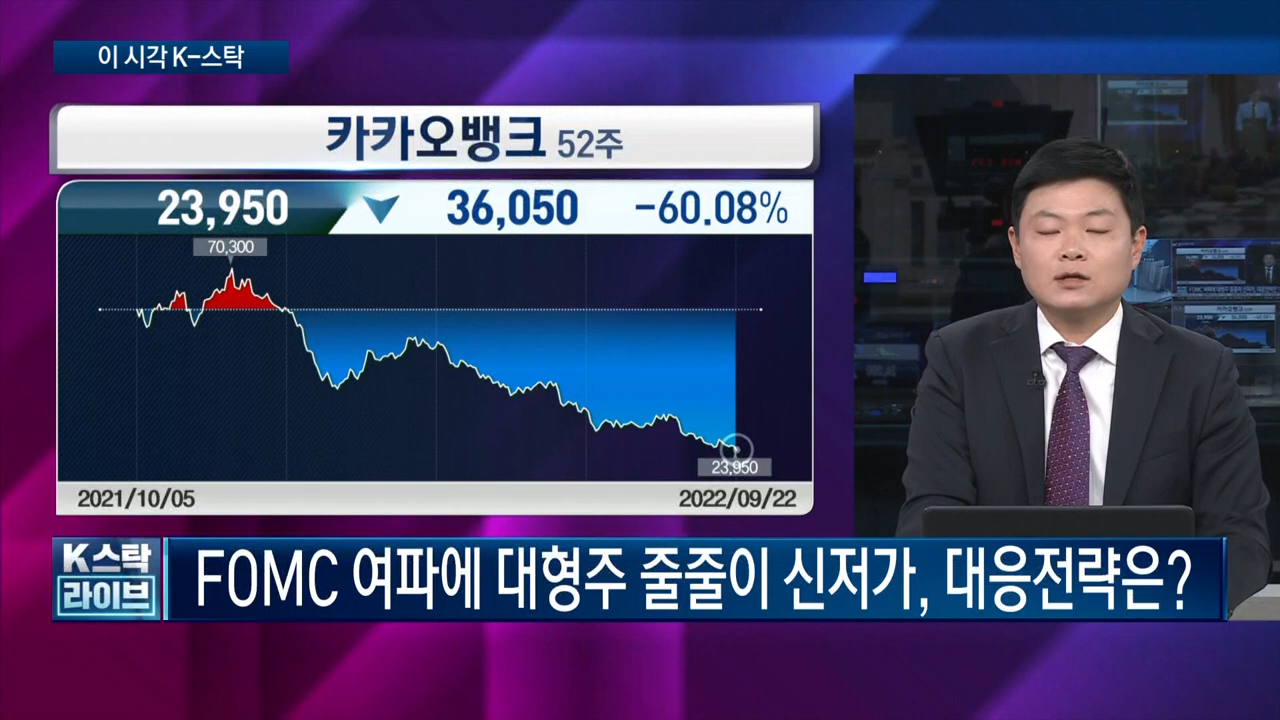 이 시각 K-스탁
카카오뱅크 52주
23,950 ▼ 36,050 -60.08%
70,300
23,950
2021/10/05 2022/09/22
K스탁
라이브
FOMC 여파에 대형주 줄줄이 신저가, 대응전략은?